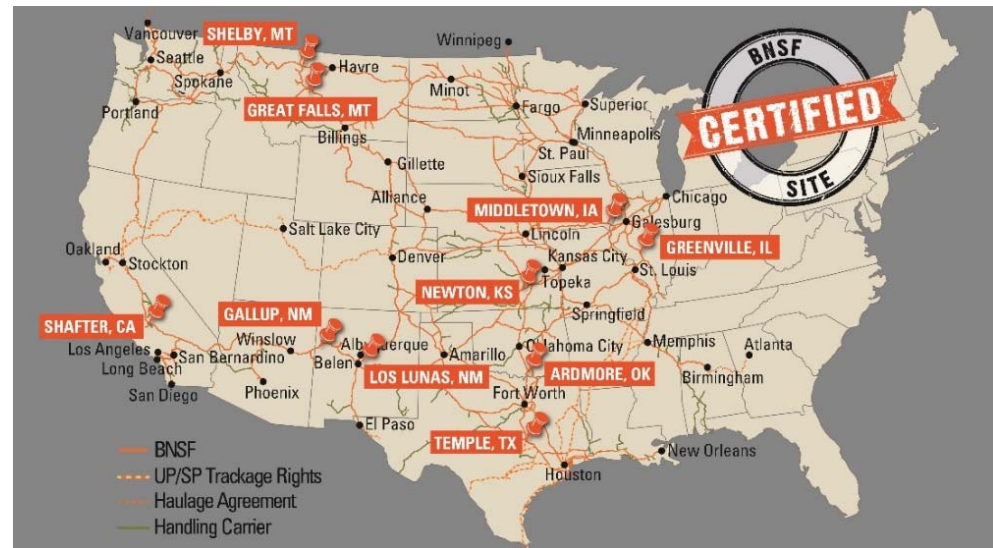 Vancouver
SHELBY, MT
Winnipeg
Seattle
Spokane
Havre
Minot
Portland
GREAT FALLS, MT
Fargo
Superior
Billings
Minneapolis
St. Paul
Gillette
Sioux Falls
Alliance
Chicago
MIDDLETOWN, IA
Galesburg
Salt Lake City
Lincoln
GREENVILLE, IL
Oakland
Stockton
Denver
Kansas City
St. Louis
NEWTON, KS
Topeka
Springfield
SHAFTER, CA
GALLUP, NM
Winslow
Albuquerque
Oklahoma City
Memphis
Atlanta
Los Angeles
San Bernardino
Belen
Amarillo
Long Beach
LOS LUNAS, NM
ARDMORE, OK
Birmingham
San Diego
Phoenix
Fort Worth
El Paso
TEMPLE, TX
New Orleans
Houston
BNSF
CERTIFIED
SITE
BNSF
UP/SP Trackage Rights
Haulage Agreement
Handling Carrier